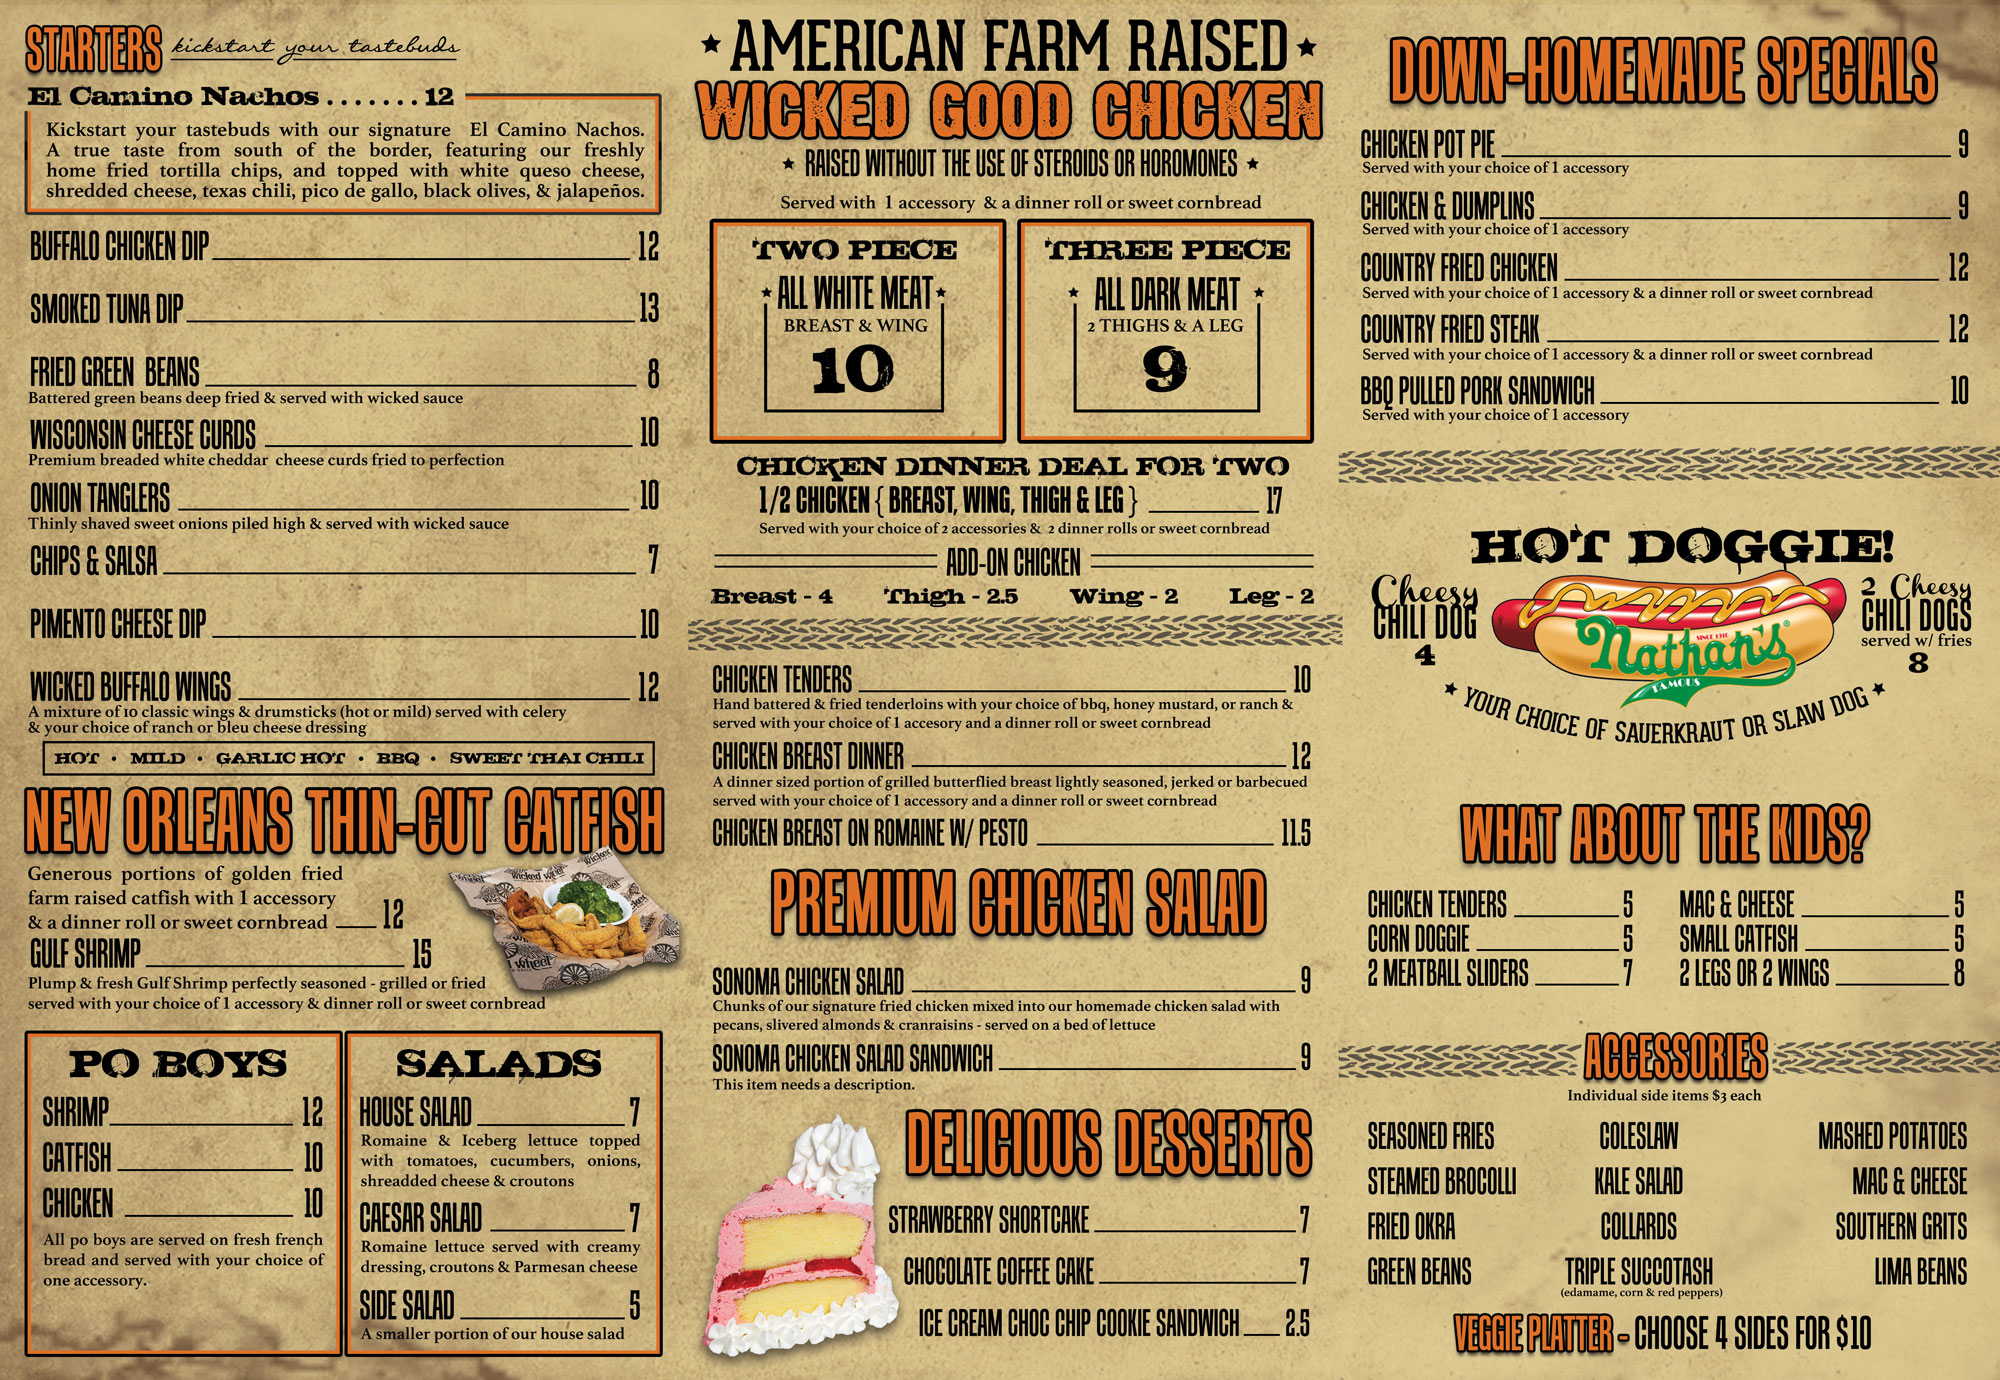 STARTERS kickstart your tastebuds
El Camino Nachos . . . . . . . 12
Kickstart your tastebuds with our signature El Camino Nachos.
A true taste from south of the border, featuring our freshly
home fried tortilla chips, and topped with white queso cheese,
shredded cheese, texas chili, pico de gallo, black olives, & jalapeños.
BUFFALO CHICKEN DIP 12
SMOKED TUNA DIP 13
FRIED GREEN BEANS 8
Battered green beans deep fried & served with wicked sauce
WISCONSIN CHEESE CURDS 10
Premium breaded white cheddar cheese curds fried to perfection
ONION TANGLERS 10
Thinly shaved sweet onions piled high & served with wicked sauce
CHIPS & SALSA 7
PIMENTO CHEESE DIP 10
WICKED BUFFALO WINGS 12
A mixture of 10 classic wings & drumsticks (hot or mild) served with celery
& your choice of ranch or bleu cheese dressing
HOT • MILD • GARLIC HOT • BBQ • SWEET THAI CHILI
NEW ORLEANS THIN-CUT CATFISH
Generous portions of golden fried
farm raised catfish with 1 accessory
& a dinner roll or sweet cornbread 12
GULF SHRIMP 15
Plump & fresh Gulf Shrimp perfectly seasoned - grilled or fried
served with your choice of 1 accessory & dinner roll or sweet cornbread
PO BOYS
SHRIMP 12
CATFISH 10
CHICKEN 10
All po boys are served on fresh french
bread and served with your choice of
one accessory.
SALADS
HOUSE SALAD 7
Romaine & Iceberg lettuce topped
with tomatoes, cucumbers, onions,
shreadded cheese & croutons
CAESAR SALAD 7
Romaine lettuce served with creamy
dressing, croutons & Parmesan cheese
SIDE SALAD 5
A smaller portion of our house salad
AMERICAN FARM RAISED
WICKED GOOD CHICKEN
RAISED WITHOUT THE USE OF STEROIDS OR HOROMONES
Served with 1 accessory & a dinner roll or sweet cornbread
TWO PIECE
ALL WHITE MEAT
BREAST & WING
10
THREE PIECE
ALL DARK MEAT
2 THIGHS & A LEG
9
CHICKEN DINNER DEAL FOR TWO
1/2 CHICKEN { BREAST, WING, THIGH & LEG } 17
Served with your choice of 2 accessories & 2 dinner rolls or sweet cornbread
ADD-ON CHICKEN
Breast - 4 Thigh - 2.5 Wing - 2 Leg - 2
CHICKEN TENDERS 10
Hand battered & fried tenderloins with your choice of bbq, honey mustard, or ranch &
served with your choice of 1 accesory and a dinner roll or sweet cornbread
CHICKEN BREAST DINNER 12
A dinner sized portion of grilled butterflied breast lightly seasoned, jerked or barbecued
served with your choice of 1 accessory and a dinner roll or sweet cornbread
CHICKEN BREAST ON ROMAINE W/ PESTO 11.5
PREMIUM CHICKEN SALAD
SONOMA CHICKEN SALAD 9
Chunks of our signature fried chicken mixed into our homemade chicken salad with
pecans, slivered almonds & cranraisins - served on a bed of lettuce
SONOMA CHICKEN SALAD SANDWICH 9
This item needs a description.
DELICIOUS DESSERTS
STRAWBERRY SHORTCAKE 7
CHOCOLATE COFFEE CAKE 7
ICE CREAM CHOC CHIP COOKIE SANDWICH 2.5
DOWN-HOMEMADE SPECIALS
CHICKEN POT PIE 9
Served with your choice of 1 accessory
CHICKEN & DUMPLINS 9
Served with your choice of 1 accessory
COUNTRY FRIED CHICKEN 12
Served with your choice of 1 accessory & a dinner roll or sweet cornbread
COUNTRY FRIED STEAK 12
Served with your choice of 1 accessory & a dinner roll or sweet cornbread
BBQ PULLED PORK SANDWICH 10
Served with your choice of 1 accessory
HOT DOGGIE!
Cheesy
CHILI DOG
4
SINCE 1916
Nathan's®
FAMOUS
2 Cheesy
CHILI DOGS
served w/ fries
8
YOUR CHOICE OF SAUERKRAUT OR SLAW DOG
WHAT ABOUT THE KIDS?
CHICKEN TENDERS 5
CORN DOGGIE 5
2 MEATBALL SLIDERS 7
MAC & CHEESE 5
SMALL CATFISH 5
2 LEGS OR 2 WINGS 8
ACCESSORIES
Individual side items $3 each
SEASONED FRIES COLESLAW MASHED POTATOES
STEAMED BROCOLLI KALE SALAD MAC & CHEESE
FRIED OKRA COLLARDS SOUTHERN GRITS
GREEN BEANS TRIPLE SUCCOTASH LIMA BEANS
(edamame, corn & red peppers)
VEGGIE PLATTER - CHOOSE 4 SIDES FOR $10